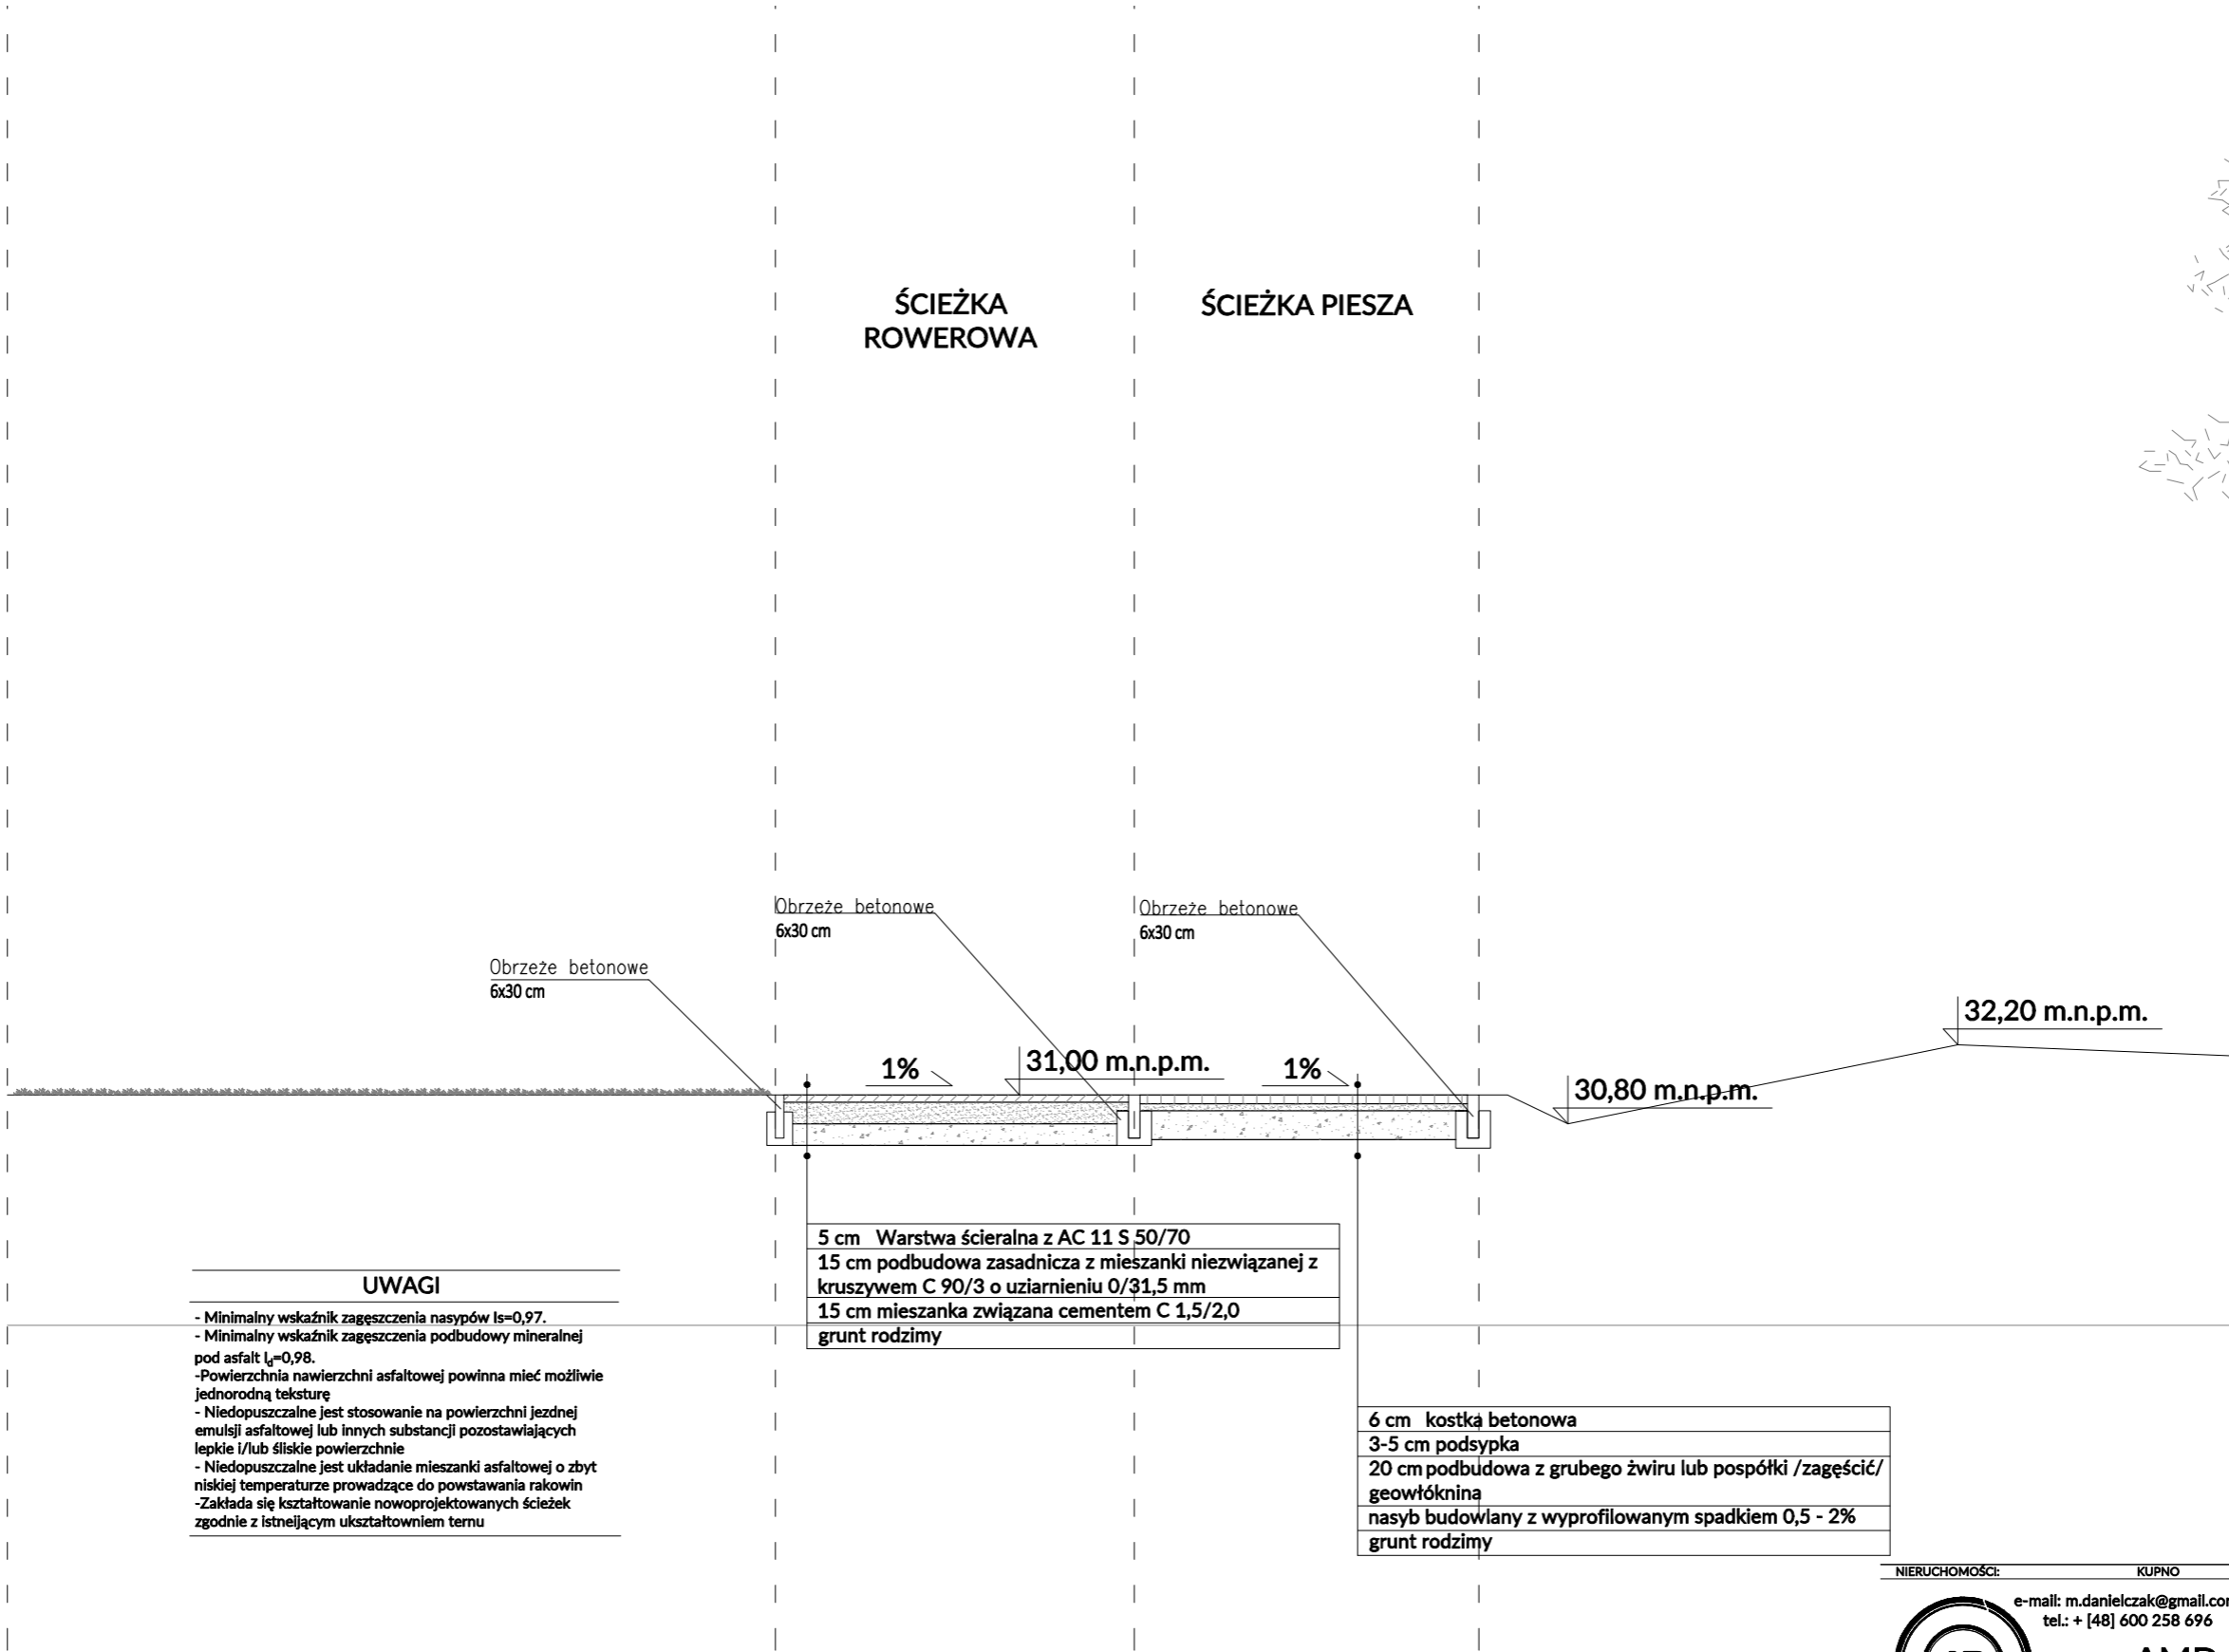 ŚCIEŻKA
ROWEROWA
ŚCIEŻKA PIESZA
Obrzeże betonowe
6x30 cm
Obrzeże betonowe
6x30 cm
Obrzeże betonowe
6x30 cm
32,20 m.n.p.m.
1%
31,00 m.n.p.m.
1%
30,80 m.n.p.m.
5 cm Warstwa ścieralna z AC 11 S 50/70
15 cm podbudowa zasadnicza z mieszanki niezwiązanej z
kruszywem C 90/3 o uziarnieniu 0/31,5 mm
15 cm mieszanka związana cementem C 1,5/2,0
grunt rodzimy
UWAGI
- Minimalny wskaźnik zagęszczenia nasypów Is=0,97.
- Minimalny wskaźnik zagęszczenia podbudowy mineralnej
pod asfalt Id=0,98.
-Powierzchnia nawierzchni asfaltowej powinna mieć możliwie
jednorodną teksturę
- Niedopuszczalne jest stosowanie na powierzchni jezdnej
emulsji asfaltowej lub innych substancji pozostawiających
lepkie i/lub śliskie powierzchnie
- Niedopuszczalne jest układanie mieszanki asfaltowej o zbyt
niskiej temperaturze prowadzące do powstawania rakowin
-Zakłada się kształtowanie nowoprojektowanych ścieżek
zgodnie z istneijącym ukształtowniem ternu
6 cm kostka betonowa
3-5 cm podsypka
20 cm podbudowa z grubego żwiru lub pospółki /zagęścić/
geowłóknina
nasyb budowlany z wyprofilowanym spadkiem 0,5 - 2%
grunt rodzimy
NIERUCHOMOŚCI: KUPNO
e-mail: m.danielczak@gmail.com
tel.: + [48] 600 258 696